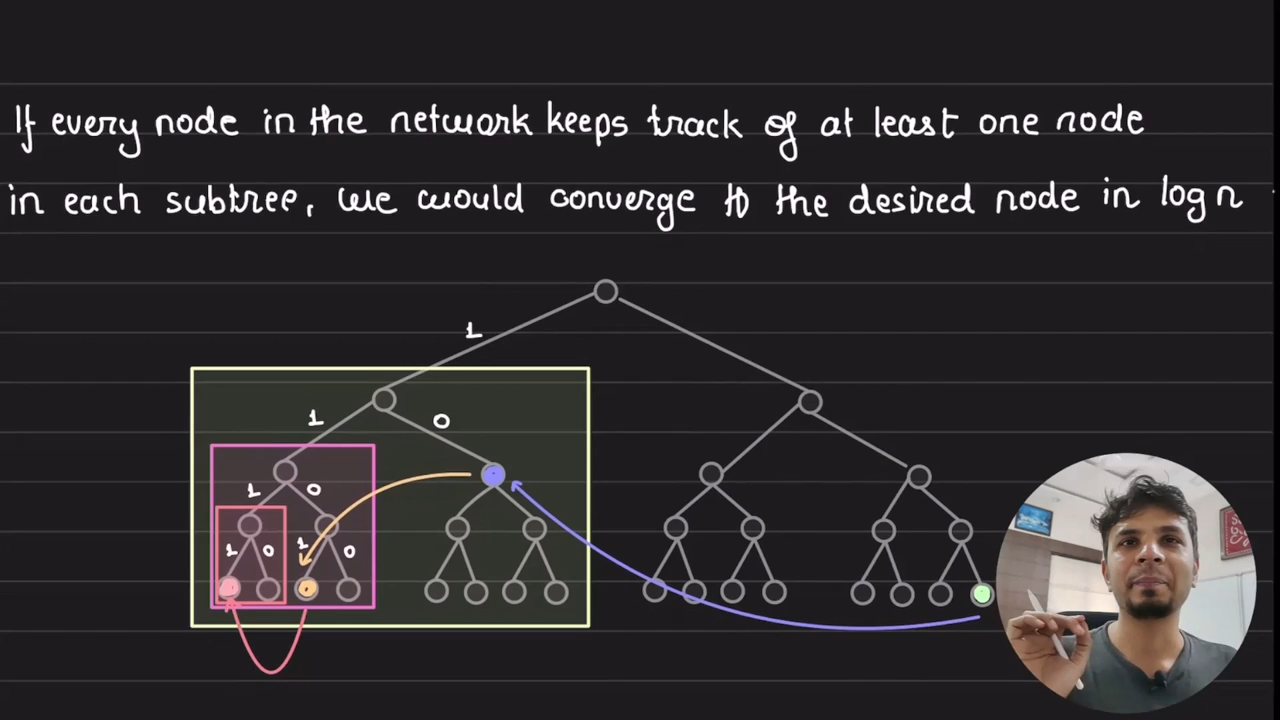 If every node in the network keeps track of at least one node
in each subtree, we would converge to the desired node in log n
1
1 0
1 0
1 0 1 0